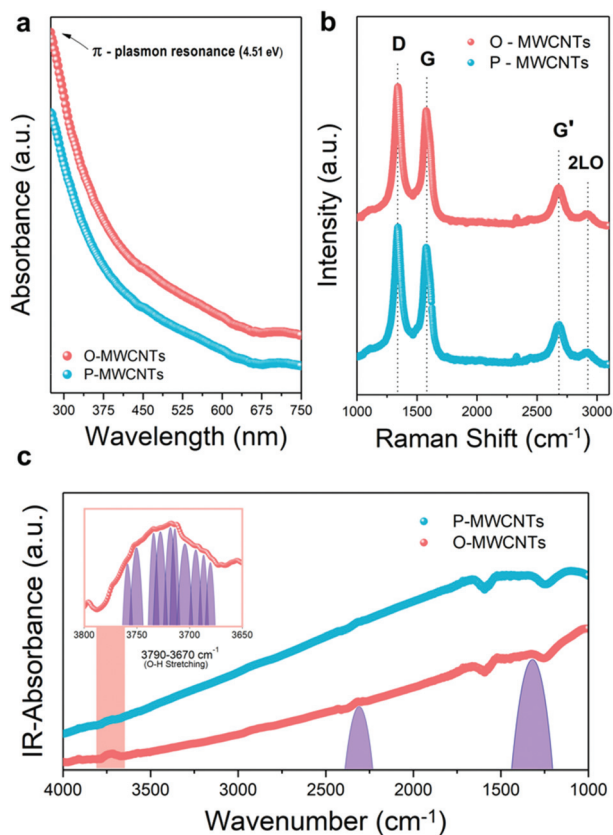 a
π - plasmon resonance (4.51 eV)
Absorbance (a.u.)
O-MWCNTs
P-MWCNTs
300 375 450 525 600 675 750
Wavelength (nm)
b
O - MWCNTs
P - MWCNTs
D
G
G'
2LO
Intensity (a.u.)
1000 1500 2000 2500 3000
Raman Shift (cm⁻¹)
c
P-MWCNTs
O-MWCNTs
3800 3750 3700 3650
3790-3670 cm⁻¹
(O-H Stretching)
IR-Absorbance (a.u.)
4000 3500 3000 2500 2000 1500 1000
Wavenumber (cm⁻¹)